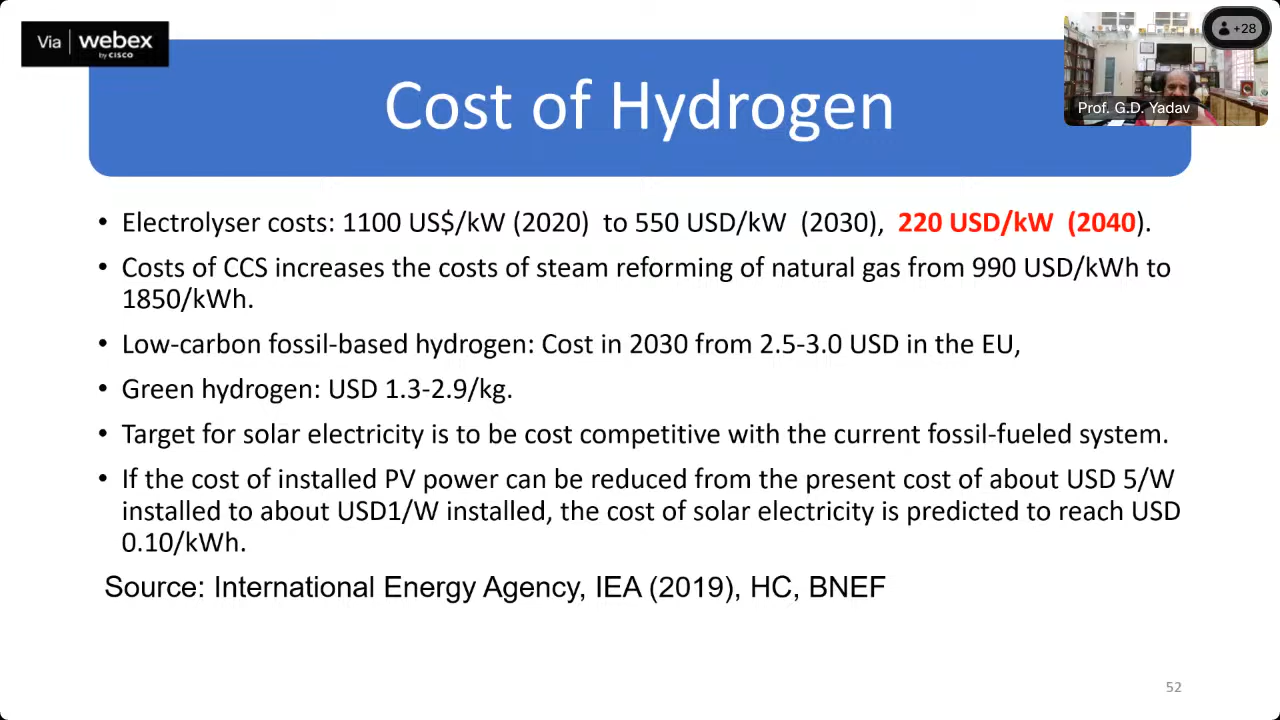 Via webex
by CISCO
+28
Prof. G.D. Yadav
Cost of Hydrogen
• Electrolyser costs: 1100 US$/kW (2020) to 550 USD/kW (2030), 220 USD/kW (2040).
• Costs of CCS increases the costs of steam reforming of natural gas from 990 USD/kWh to
1850/kWh.
• Low-carbon fossil-based hydrogen: Cost in 2030 from 2.5-3.0 USD in the EU,
• Green hydrogen: USD 1.3-2.9/kg.
• Target for solar electricity is to be cost competitive with the current fossil-fueled system.
• If the cost of installed PV power can be reduced from the present cost of about USD 5/W
installed to about USD1/W installed, the cost of solar electricity is predicted to reach USD
0.10/kWh.
Source: International Energy Agency, IEA (2019), HC, BNEF
52